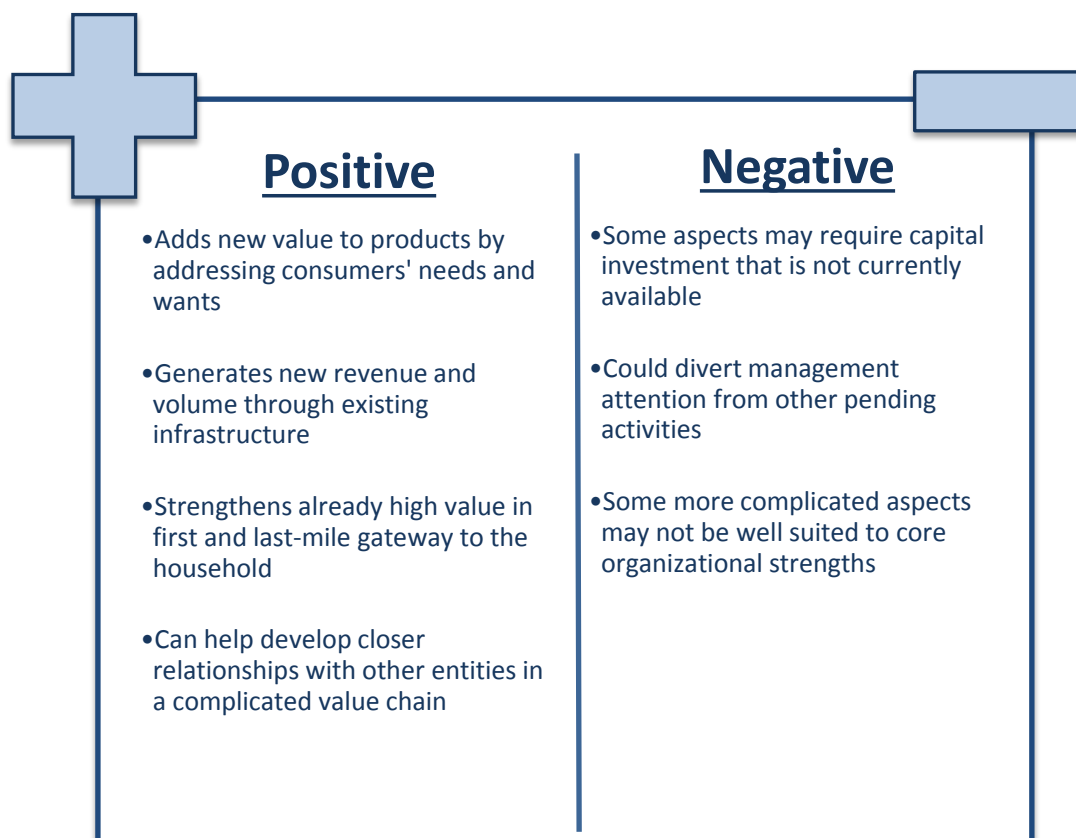 Positive
•Adds new value to products by
addressing consumers' needs and
wants
•Generates new revenue and
volume through existing
infrastructure
•Strengthens already high value in
first and last-mile gateway to the
household
•Can help develop closer
relationships with other entities in
a complicated value chain
Negative
•Some aspects may require capital
investment that is not currently
available
•Could divert management
attention from other pending
activities
•Some more complicated aspects
may not be well suited to core
organizational strengths